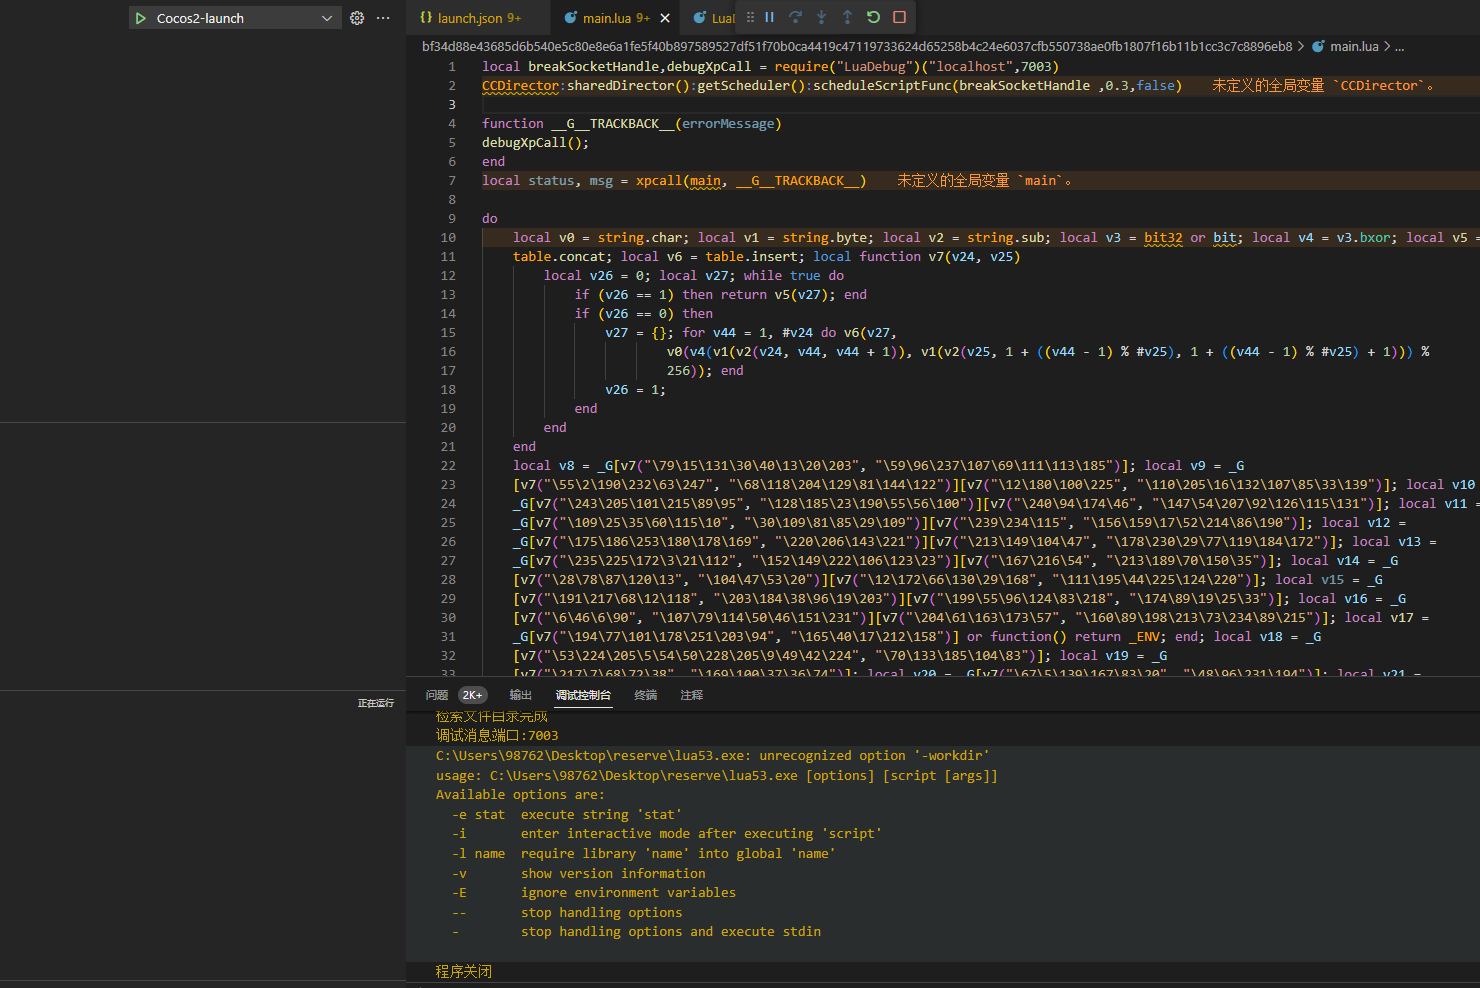 Cocos2-launch
launch.json 9+
main.lua 9+
Lual
bf34d88e43685d6b540e5c80e8e6a1fe5f40b897589527df51f70b0ca4419c47119733624d65258b4c24e6037cfb550738ae0fb1807f16b11b1cc3c7c8896eb8 > main.lua > ...
1 local breakSocketHandle,debugXpCall = require("LuaDebug")("localhost",7003)
2 CCDirector:sharedDirector():getScheduler():scheduleScriptFunc(breakSocketHandle ,0.3,false) 未定义的全局变量 `CCDirector`。
3
4 function __G__TRACKBACK__(errorMessage)
5 debugXpCall();
6 end
7 local status, msg = xpcall(main, __G__TRACKBACK__) 未定义的全局变量 `main`。
8
9 do
10 local v0 = string.char; local v1 = string.byte; local v2 = string.sub; local v3 = bit32 or bit; local v4 = v3.bxor; local v5 =
11 table.concat; local v6 = table.insert; local function v7(v24, v25)
12 local v26 = 0; local v27; while true do
13 if (v26 == 1) then return v5(v27); end
14 if (v26 == 0) then
15 v27 = {}; for v44 = 1, #v24 do v6(v27,
16 v0(v4(v1(v2(v24, v44, v44 + 1)), v1(v2(v25, 1 + ((v44 - 1) % #v25), 1 + ((v44 - 1) % #v25) + 1))) %
17 256)); end
18 v26 = 1;
19 end
20 end
21 end
22 local v8 = _G[v7("\79\15\131\30\40\13\20\203", "\59\96\237\107\69\111\113\185")]; local v9 = _G
23 [v7("\55\2\190\232\63\247", "\68\118\204\129\81\144\122")][v7("\12\180\100\225", "\110\205\16\132\107\85\33\139")]; local v10
24 _G[v7("\243\205\101\215\89\95", "\128\185\23\190\55\56\100")][v7("\240\94\174\46", "\147\54\207\92\126\115\131")]; local v11 =
25 _G[v7("\109\25\35\60\115\10", "\30\109\81\85\29\109")][v7("\239\234\115", "\156\159\17\52\214\86\190")]; local v12 =
26 _G[v7("\175\186\253\180\178\169", "\220\206\143\221")][v7("\213\149\104\47", "\178\230\29\77\119\184\172")]; local v13 =
27 _G[v7("\235\225\172\3\21\112", "\152\149\222\106\123\23")][v7("\167\216\54", "\213\189\70\150\35")]; local v14 = _G
28 [v7("\28\78\87\120\13", "\104\47\53\20")][v7("\12\172\66\130\29\168", "\111\195\44\225\124\220")]; local v15 = _G
29 [v7("\191\217\68\12\118", "\203\184\38\96\19\203")][v7("\199\55\96\124\83\218", "\174\89\19\25\33")]; local v16 = _G
30 [v7("\6\46\6\90", "\107\79\114\50\46\151\231")][v7("\204\61\163\173\57", "\160\89\198\213\73\234\89\215")]; local v17 =
31 _G[v7("\194\77\101\178\251\203\94", "\165\40\17\212\158")] or function() return _ENV; end; local v18 = _G
32 [v7("\53\224\205\5\54\50\228\205\9\49\42\224", "\70\133\185\104\83")]; local v19 = _G
33 [v7("\217\7\68\72\38", "\169\100\37\36\74")]; local v20 = _G[v7("\67\5\139\167\83\20", "\48\96\231\194")]; local v21 =
正在运行
问题 2K+ 输出 调试控制台 终端 注释
检索文件目录完成
调试消息端口:7003
C:\Users\98762\Desktop\reserve\lua53.exe: unrecognized option '-workdir'
usage: C:\Users\98762\Desktop\reserve\lua53.exe [options] [script [args]]
Available options are:
-e stat execute string 'stat'
-i enter interactive mode after executing 'script'
-l name require library 'name' into global 'name'
-v show version information
-E ignore environment variables
-- stop handling options
- stop handling options and execute stdin
程序关闭